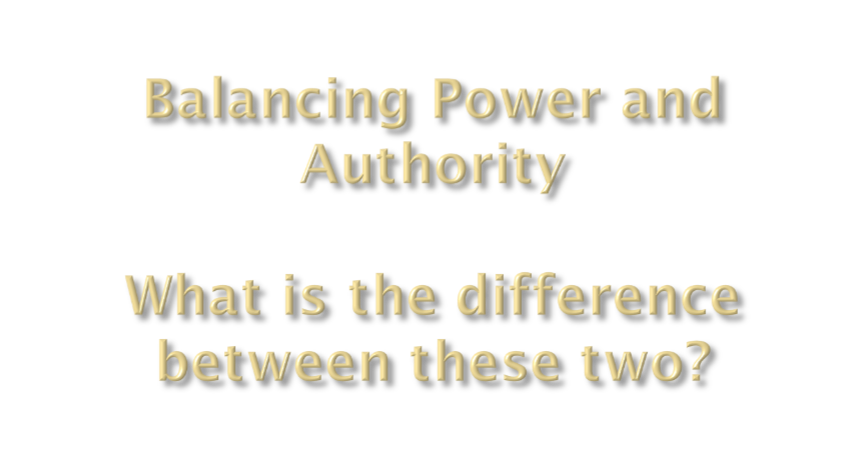 Balancing Power and
Authority
What is the difference
between these two?